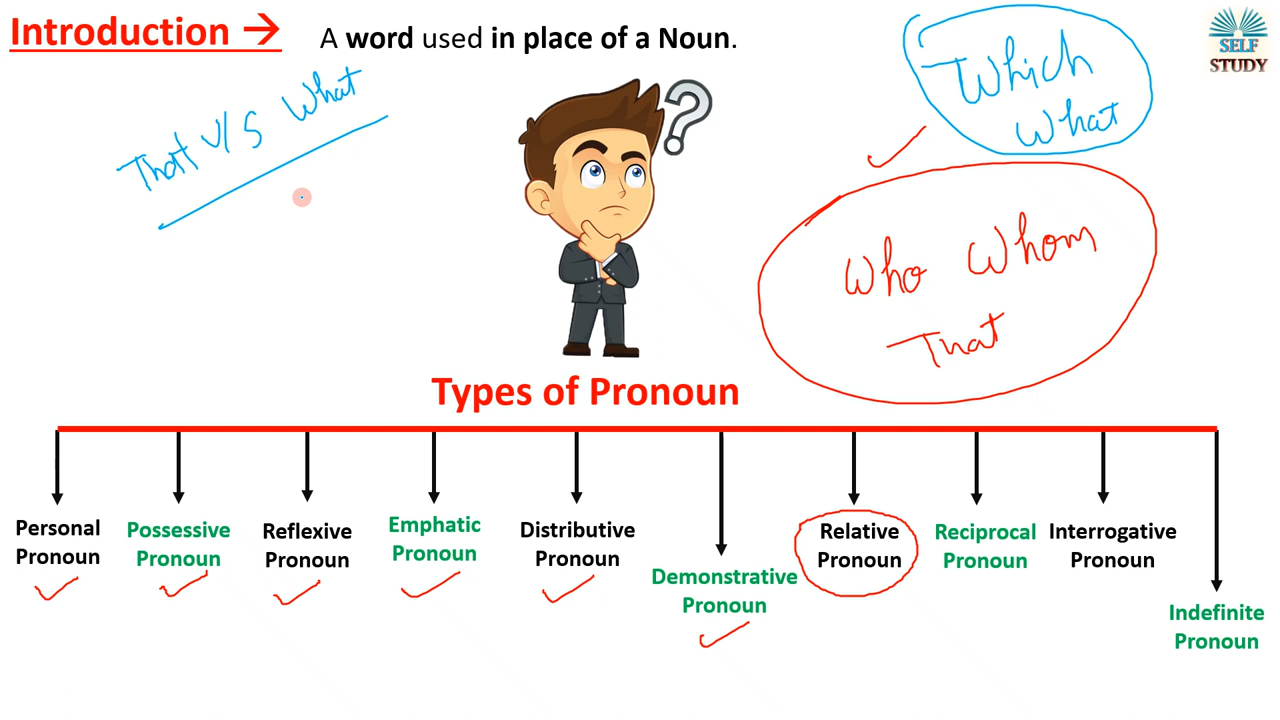 Introduction →
A word used in place of a Noun.
SELF
STUDY
Which
What
That V/S What
Who Whom
That
Types of Pronoun
Personal
Pronoun
Possessive
Pronoun
Reflexive
Pronoun
Emphatic
Pronoun
Distributive
Pronoun
Demonstrative
Pronoun
Relative
Pronoun
Reciprocal
Pronoun
Interrogative
Pronoun
Indefinite
Pronoun